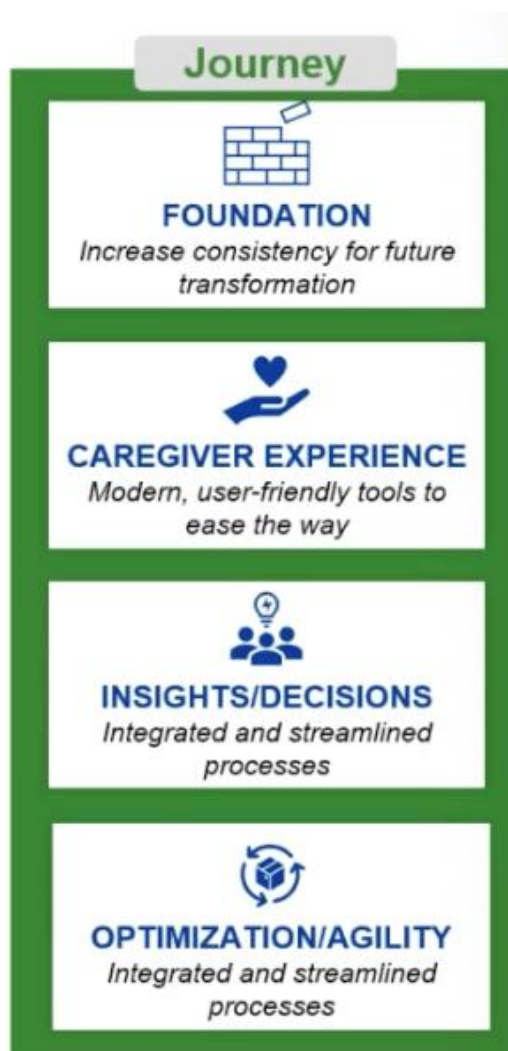 Journey
FOUNDATION
Increase consistency for future
transformation
CAREGIVER EXPERIENCE
Modern, user-friendly tools to
ease the way
INSIGHTS/DECISIONS
Integrated and streamlined
processes
OPTIMIZATION/AGILITY
Integrated and streamlined
processes